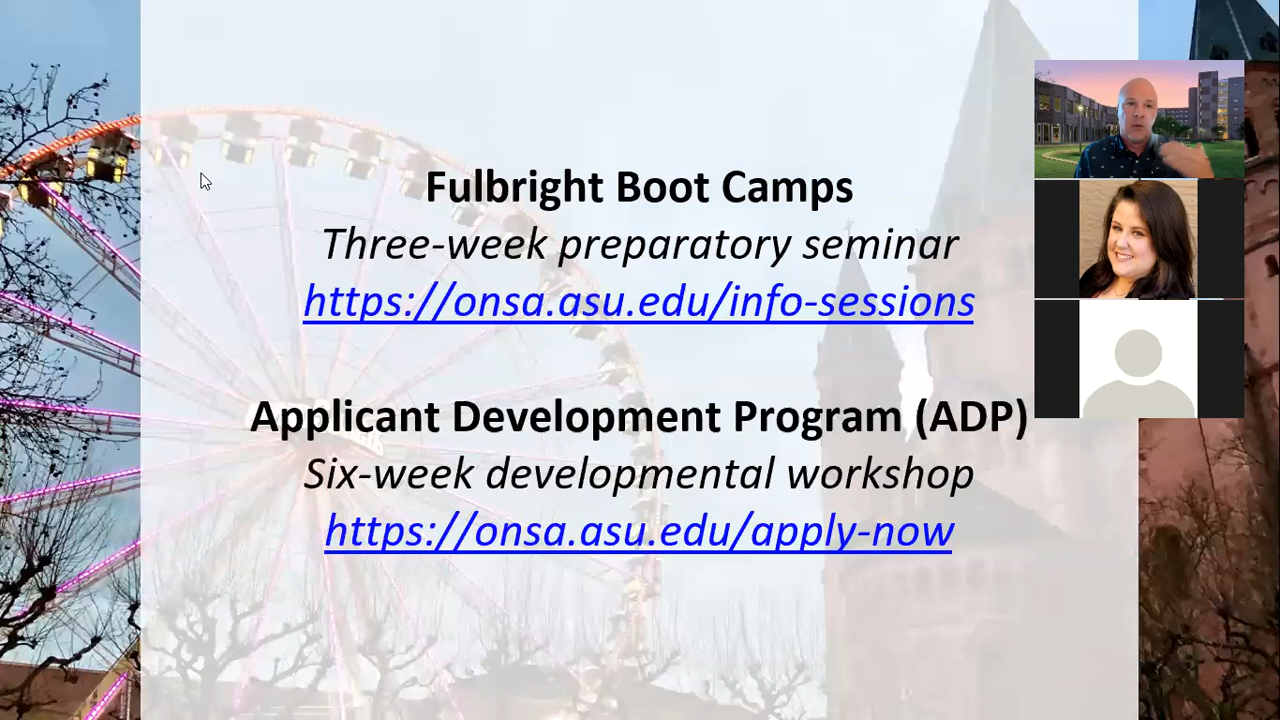 Fulbright Boot Camps
Three-week preparatory seminar
https://onsa.asu.edu/info-sessions
Applicant Development Program (ADP)
Six-week developmental workshop
https://onsa.asu.edu/apply-now